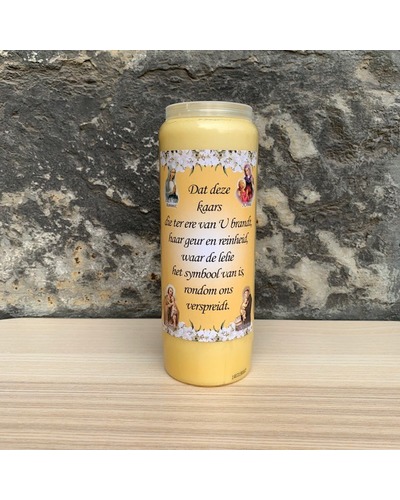 Dat deze
kaars
die ter ere van U brandt,
haar geur en reinheid,
waar de lelie
het symbool van is,
rondom ons
verspreidt.